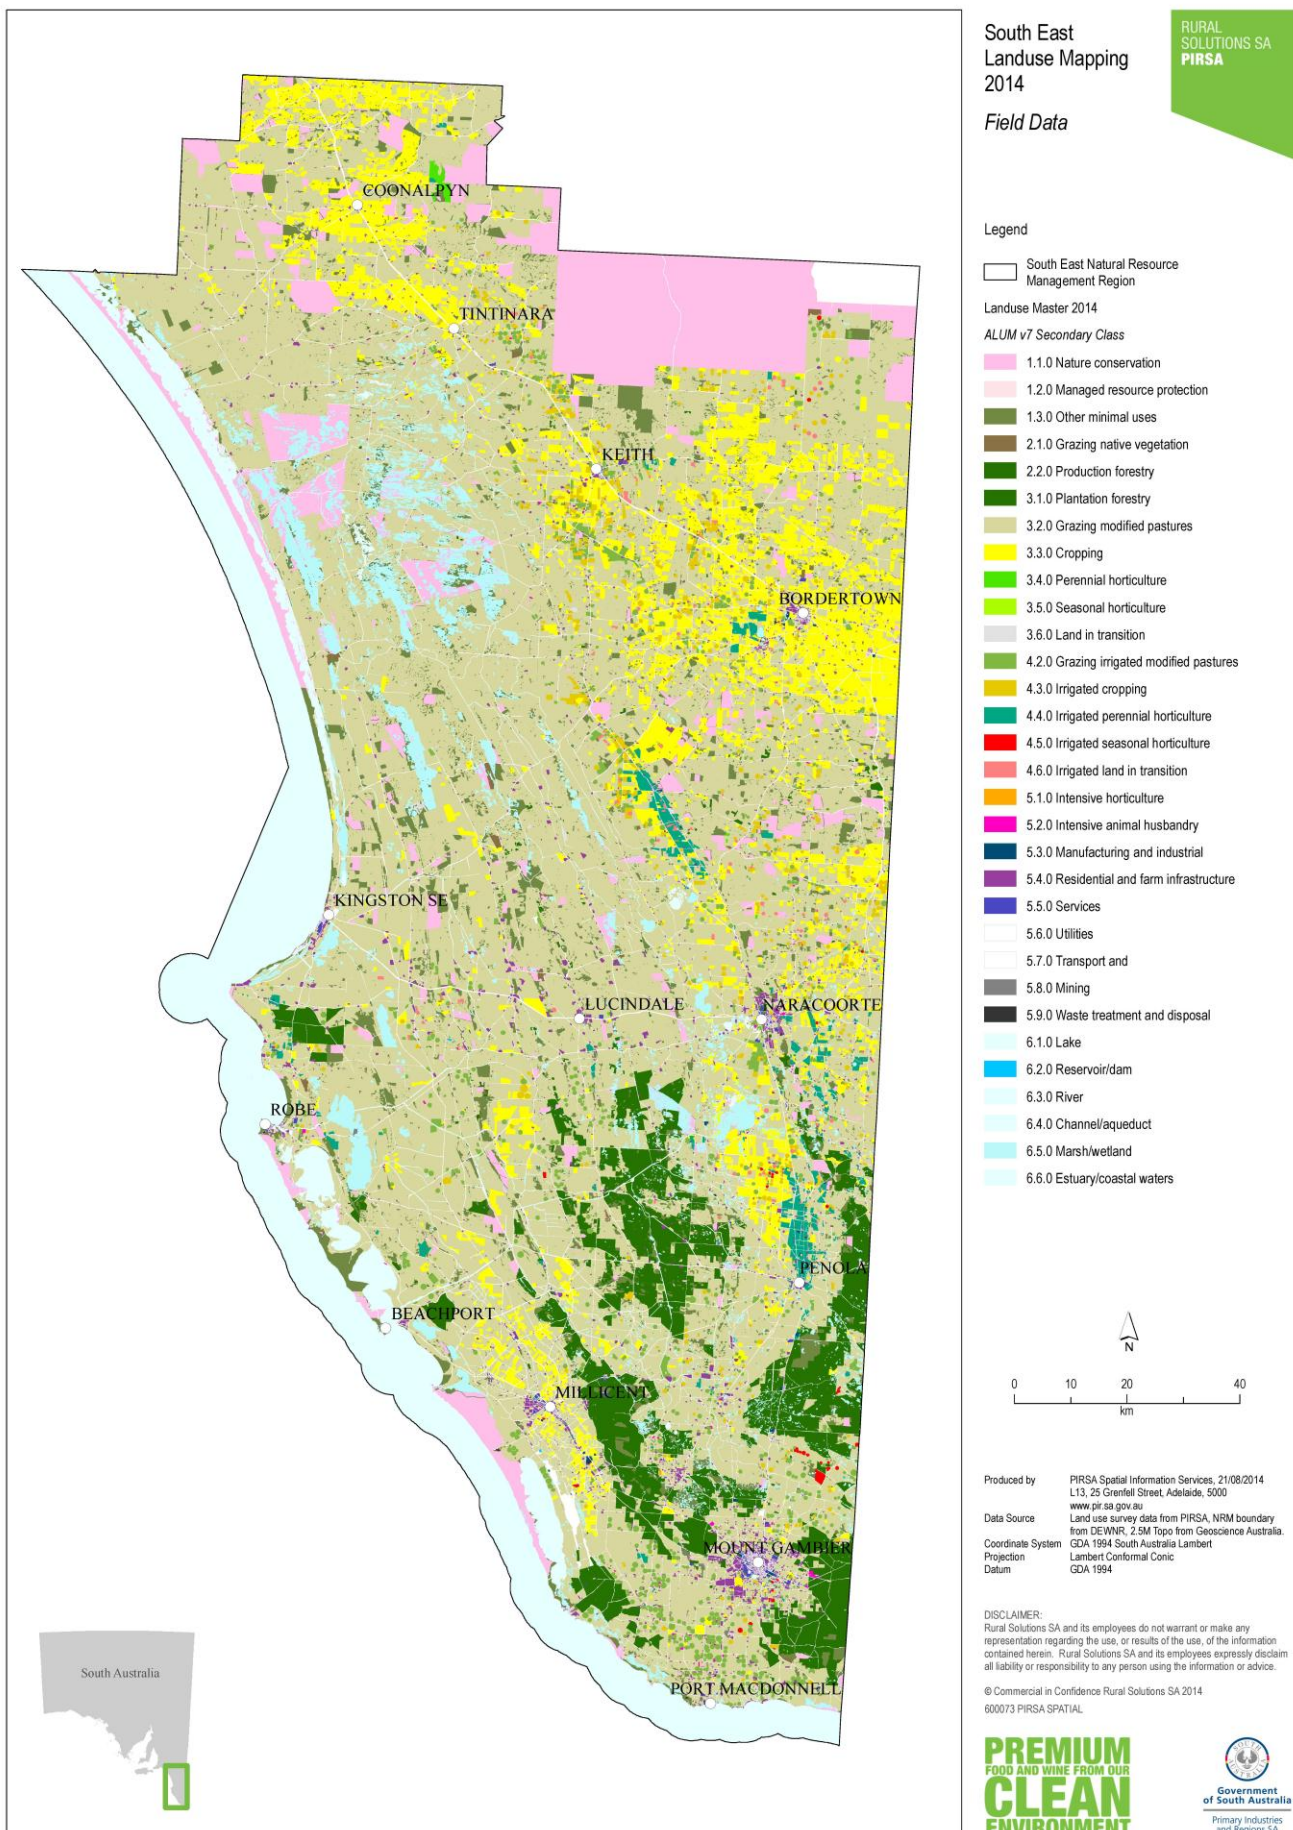 South East
Landuse Mapping
2014
Field Data
RURAL
SOLUTIONS SA
PIRSA
Legend
South East Natural Resource
Management Region
Landuse Master 2014
ALUM v7 Secondary Class
1.1.0 Nature conservation
1.2.0 Managed resource protection
1.3.0 Other minimal uses
2.1.0 Grazing native vegetation
2.2.0 Production forestry
3.1.0 Plantation forestry
3.2.0 Grazing modified pastures
3.3.0 Cropping
3.4.0 Perennial horticulture
3.5.0 Seasonal horticulture
3.6.0 Land in transition
4.2.0 Grazing irrigated modified pastures
4.3.0 Irrigated cropping
4.4.0 Irrigated perennial horticulture
4.5.0 Irrigated seasonal horticulture
4.6.0 Irrigated land in transition
5.1.0 Intensive horticulture
5.2.0 Intensive animal husbandry
5.3.0 Manufacturing and industrial
5.4.0 Residential and farm infrastructure
5.5.0 Services
5.6.0 Utilities
5.7.0 Transport and
5.8.0 Mining
5.9.0 Waste treatment and disposal
6.1.0 Lake
6.2.0 Reservoir/dam
6.3.0 River
6.4.0 Channel/aqueduct
6.5.0 Marsh/wetland
6.6.0 Estuary/coastal waters
COONALPYN
TINTINARA
KEITH
BORDERTOWN
KINGSTON SE
LUCINDALE
NARACOORTE
ROBE
PENOLA
BEACHPORT
MILLICENT
MOUNT GAMBIER
PORT MACDONNELL
South Australia
N
0 10 20 40
km
Produced by PIRSA Spatial Information Services, 21/08/2014
L13, 25 Grenfell Street, Adelaide, 5000
www.pir.sa.gov.au
Data Source Land use survey data from PIRSA, NRM boundary
from DEWNR, 2.5M Topo from Geoscience Australia.
Coordinate System GDA 1994 South Australia Lambert
Projection Lambert Conformal Conic
Datum GDA 1994
DISCLAIMER:
Rural Solutions SA and its employees do not warrant or make any
representation regarding the use, or results of the use, of the information
contained herein. Rural Solutions SA and its employees expressly disclaim
all liability or responsibility to any person using the information or advice.
© Commercial in Confidence Rural Solutions SA 2014
600073 PIRSA SPATIAL
PREMIUM
FOOD AND WINE FROM OUR
CLEAN
ENVIRONMENT
SOUTH
AUSTRALIA
Government
of South Australia
Primary Industries
and Regions SA